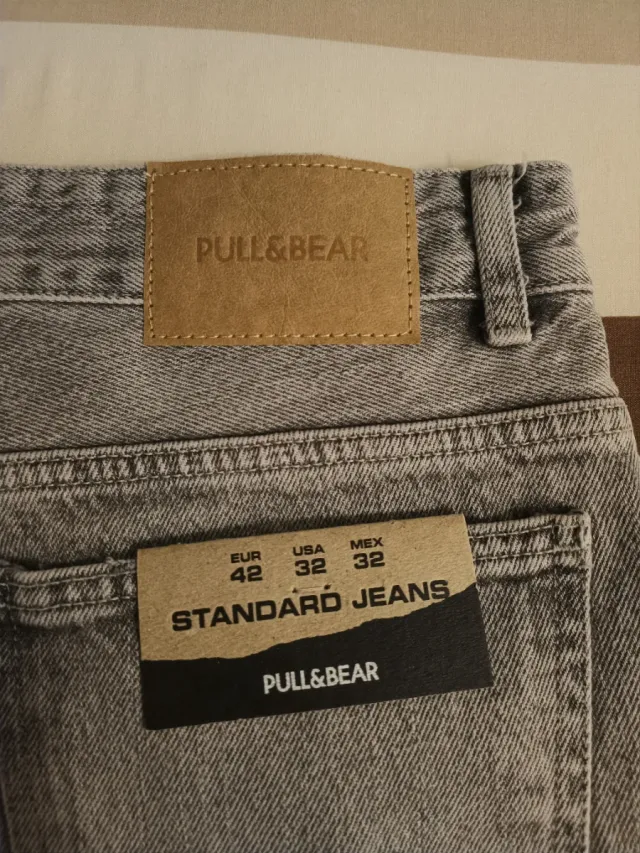 PULL&BEAR
EUR USA MEX
42 32 32
STANDARD JEANS
PULL&BEAR